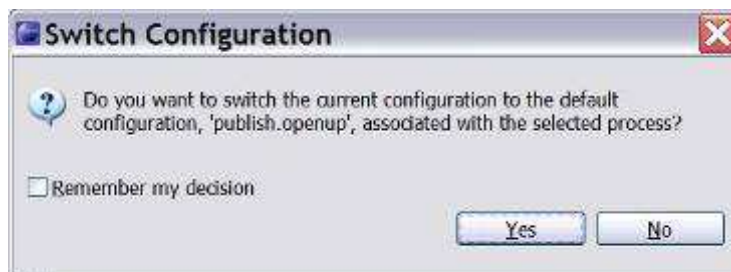 Switch Configuration
Do you want to switch the current configuration to the default
configuration, 'publish.openup', associated with the selected process?
Remember my decision
Yes No